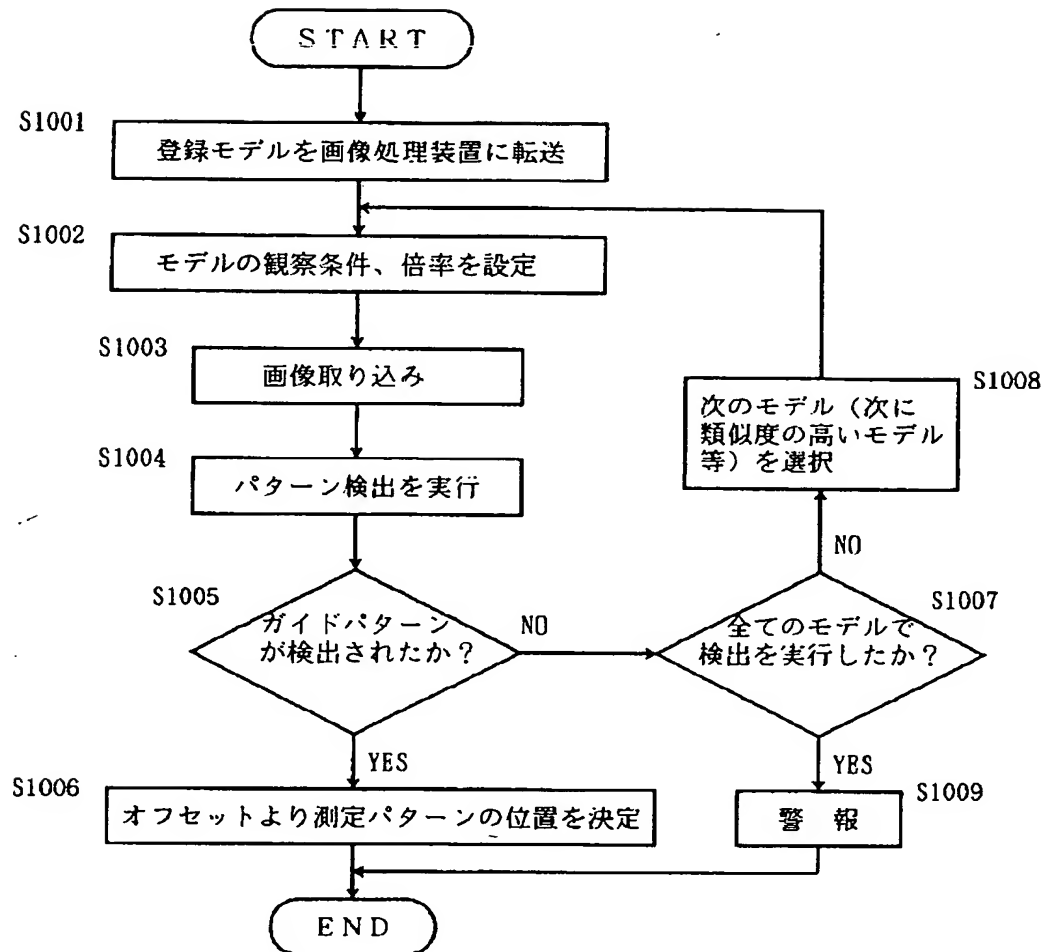 START
S1001
登録モデルを画像処理装置に転送
S1002
モデルの観察条件、倍率を設定
S1003
画像取り込み
S1004
パターン検出を実行
S1005
ガイドパターン
が検出されたか?
NO
YES
S1006
オフセットより測定パターンの位置を決定
S1007
全てのモデルで
検出を実行したか?
NO
YES
S1008
次のモデル(次に
類似度の高いモデル
等)を選択
S1009
警 報
END